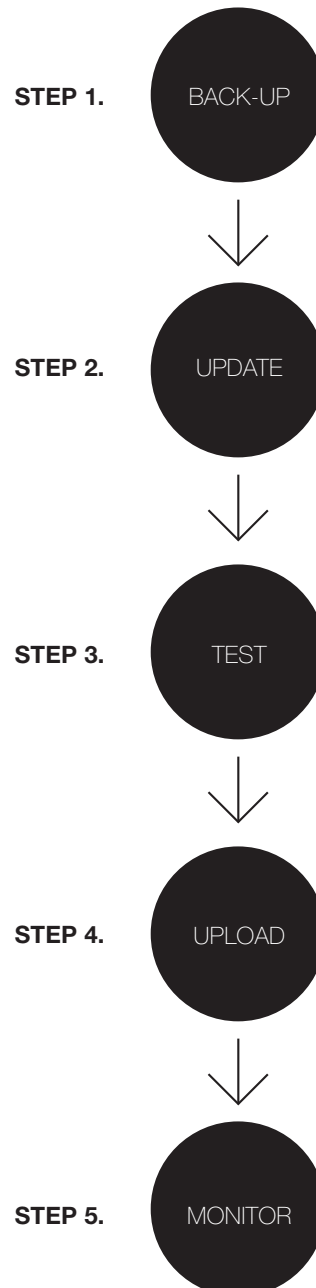 STEP 1. BACK-UP
STEP 2. UPDATE
STEP 3. TEST
STEP 4. UPLOAD
STEP 5. MONITOR